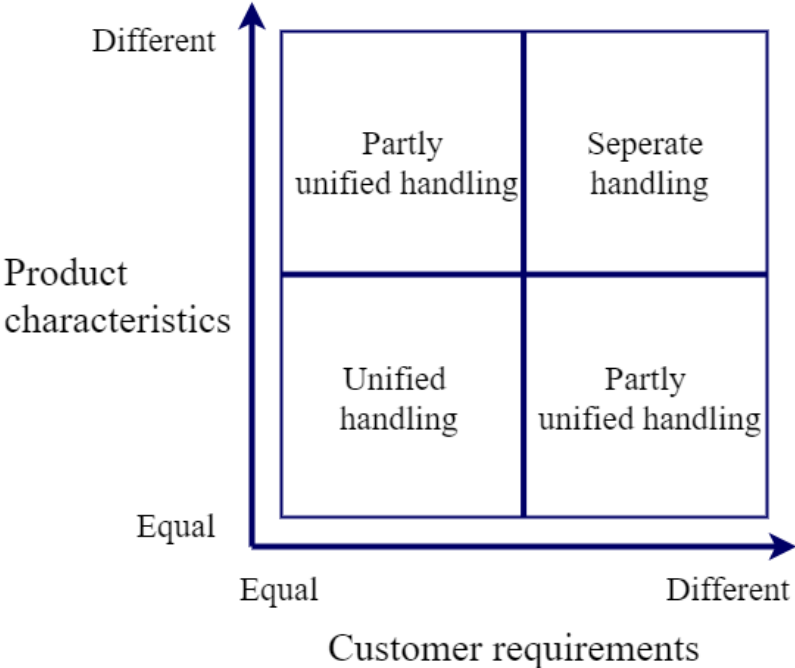 Different
Partly
unified handling
Seperate
handling
Product
characteristics
Unified
handling
Partly
unified handling
Equal
Equal
Different
Customer requirements